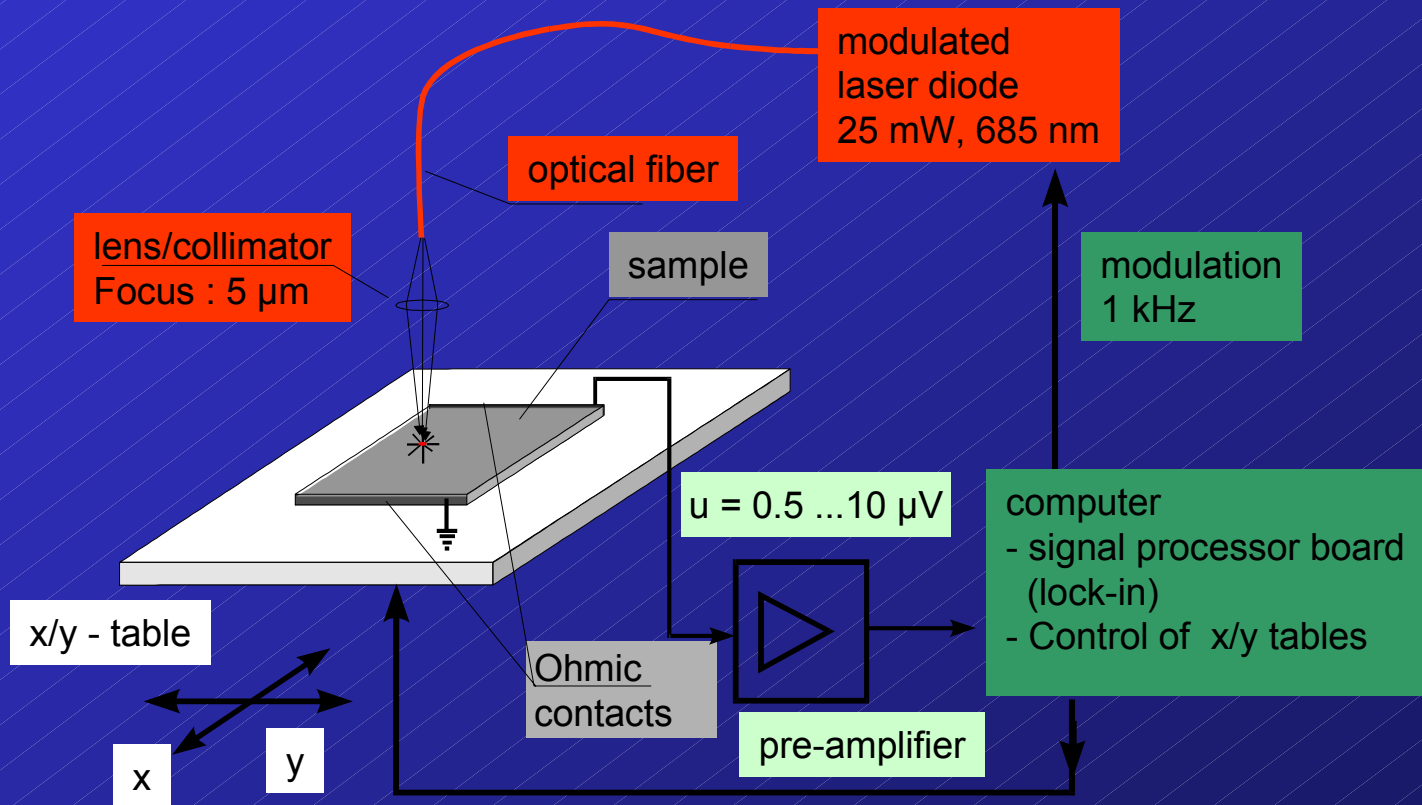 modulated
laser diode
25 mW, 685 nm
optical fiber
lens/collimator
Focus : 5 µm
sample
modulation
1 kHz
u = 0.5 ...10 µV
computer
- signal processor board
(lock-in)
- Control of x/y tables
x/y - table
Ohmic
contacts
pre-amplifier
x
y